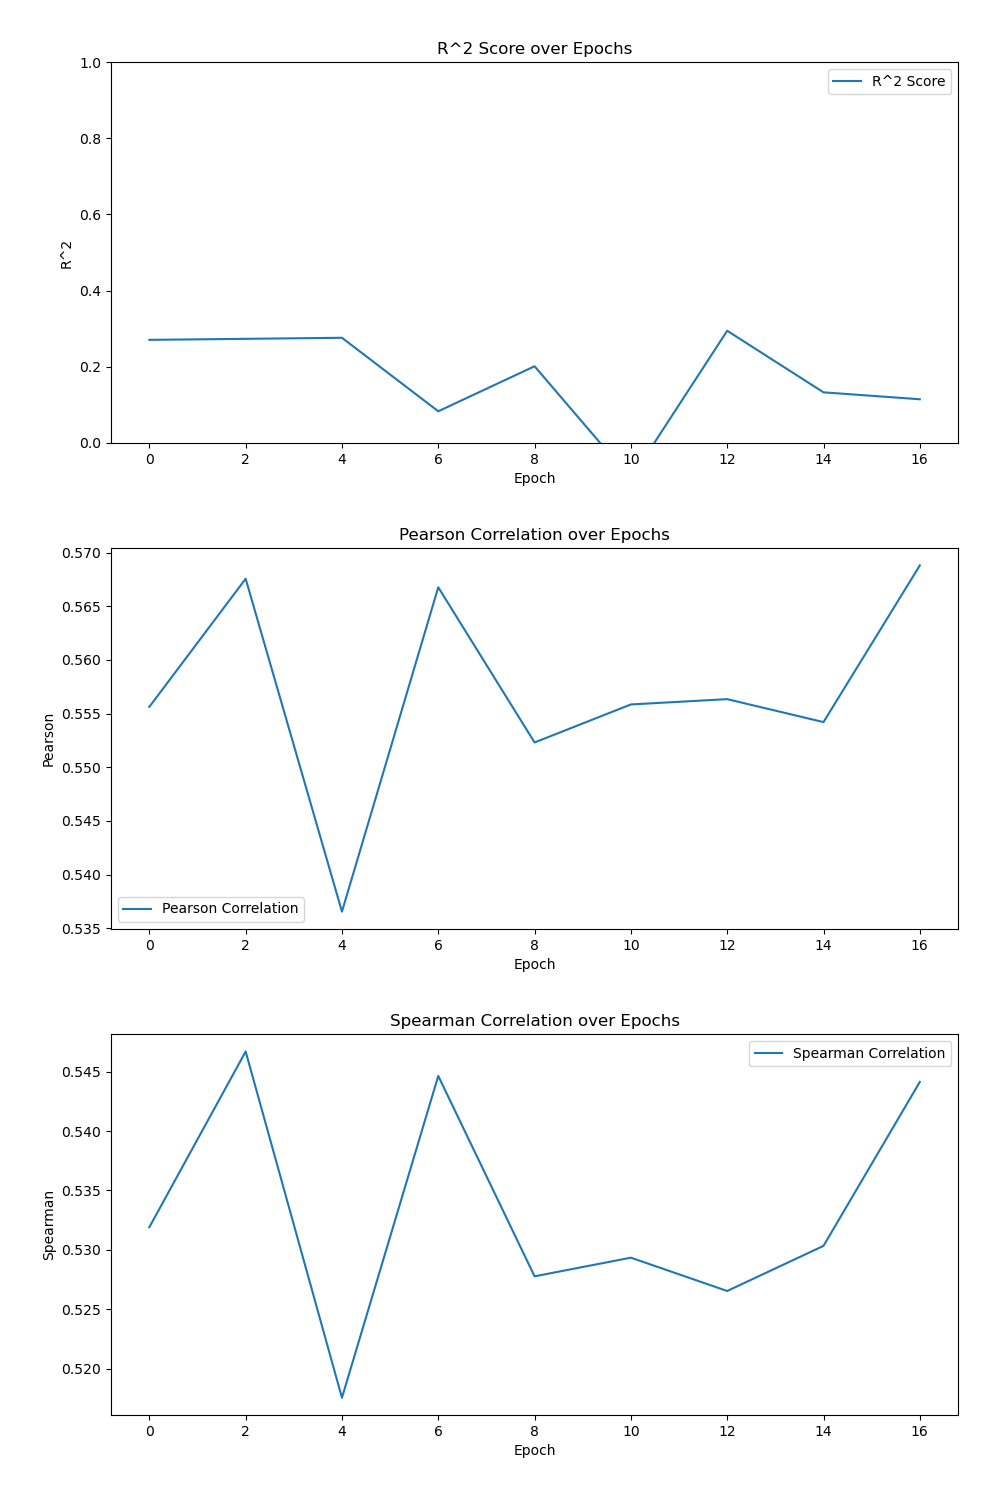 R^2 Score over Epochs
1.0
R^2 Score
0.8
0.6
R^2
0.4
0.2
0.0
0 2 4 6 8 10 12 14 16
Epoch
Pearson Correlation over Epochs
0.570
0.565
0.560
0.555
Pearson
0.550
0.545
0.540
Pearson Correlation
0.535
0 2 4 6 8 10 12 14 16
Epoch
Spearman Correlation over Epochs
Spearman Correlation
0.545
0.540
0.535
Spearman
0.530
0.525
0.520
0 2 4 6 8 10 12 14 16
Epoch